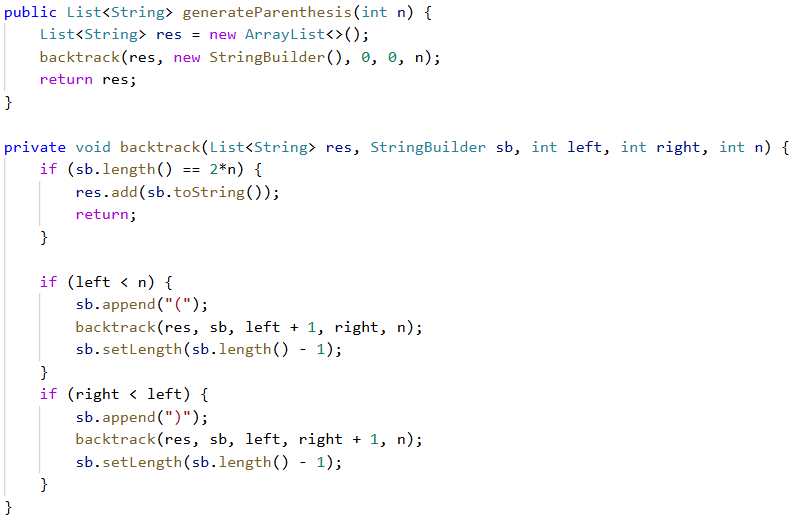 public List<String> generateParenthesis(int n) {
    List<String> res = new ArrayList<>();
    backtrack(res, new StringBuilder(), 0, 0, n);
    return res;
}

private void backtrack(List<String> res, StringBuilder sb, int left, int right, int n) {
    if (sb.length() == 2*n) {
        res.add(sb.toString());
        return;
    }

    if (left < n) {
        sb.append("(");
        backtrack(res, sb, left + 1, right, n);
        sb.setLength(sb.length() - 1);
    }
    if (right < left) {
        sb.append(")");
        backtrack(res, sb, left, right + 1, n);
        sb.setLength(sb.length() - 1);
    }
}